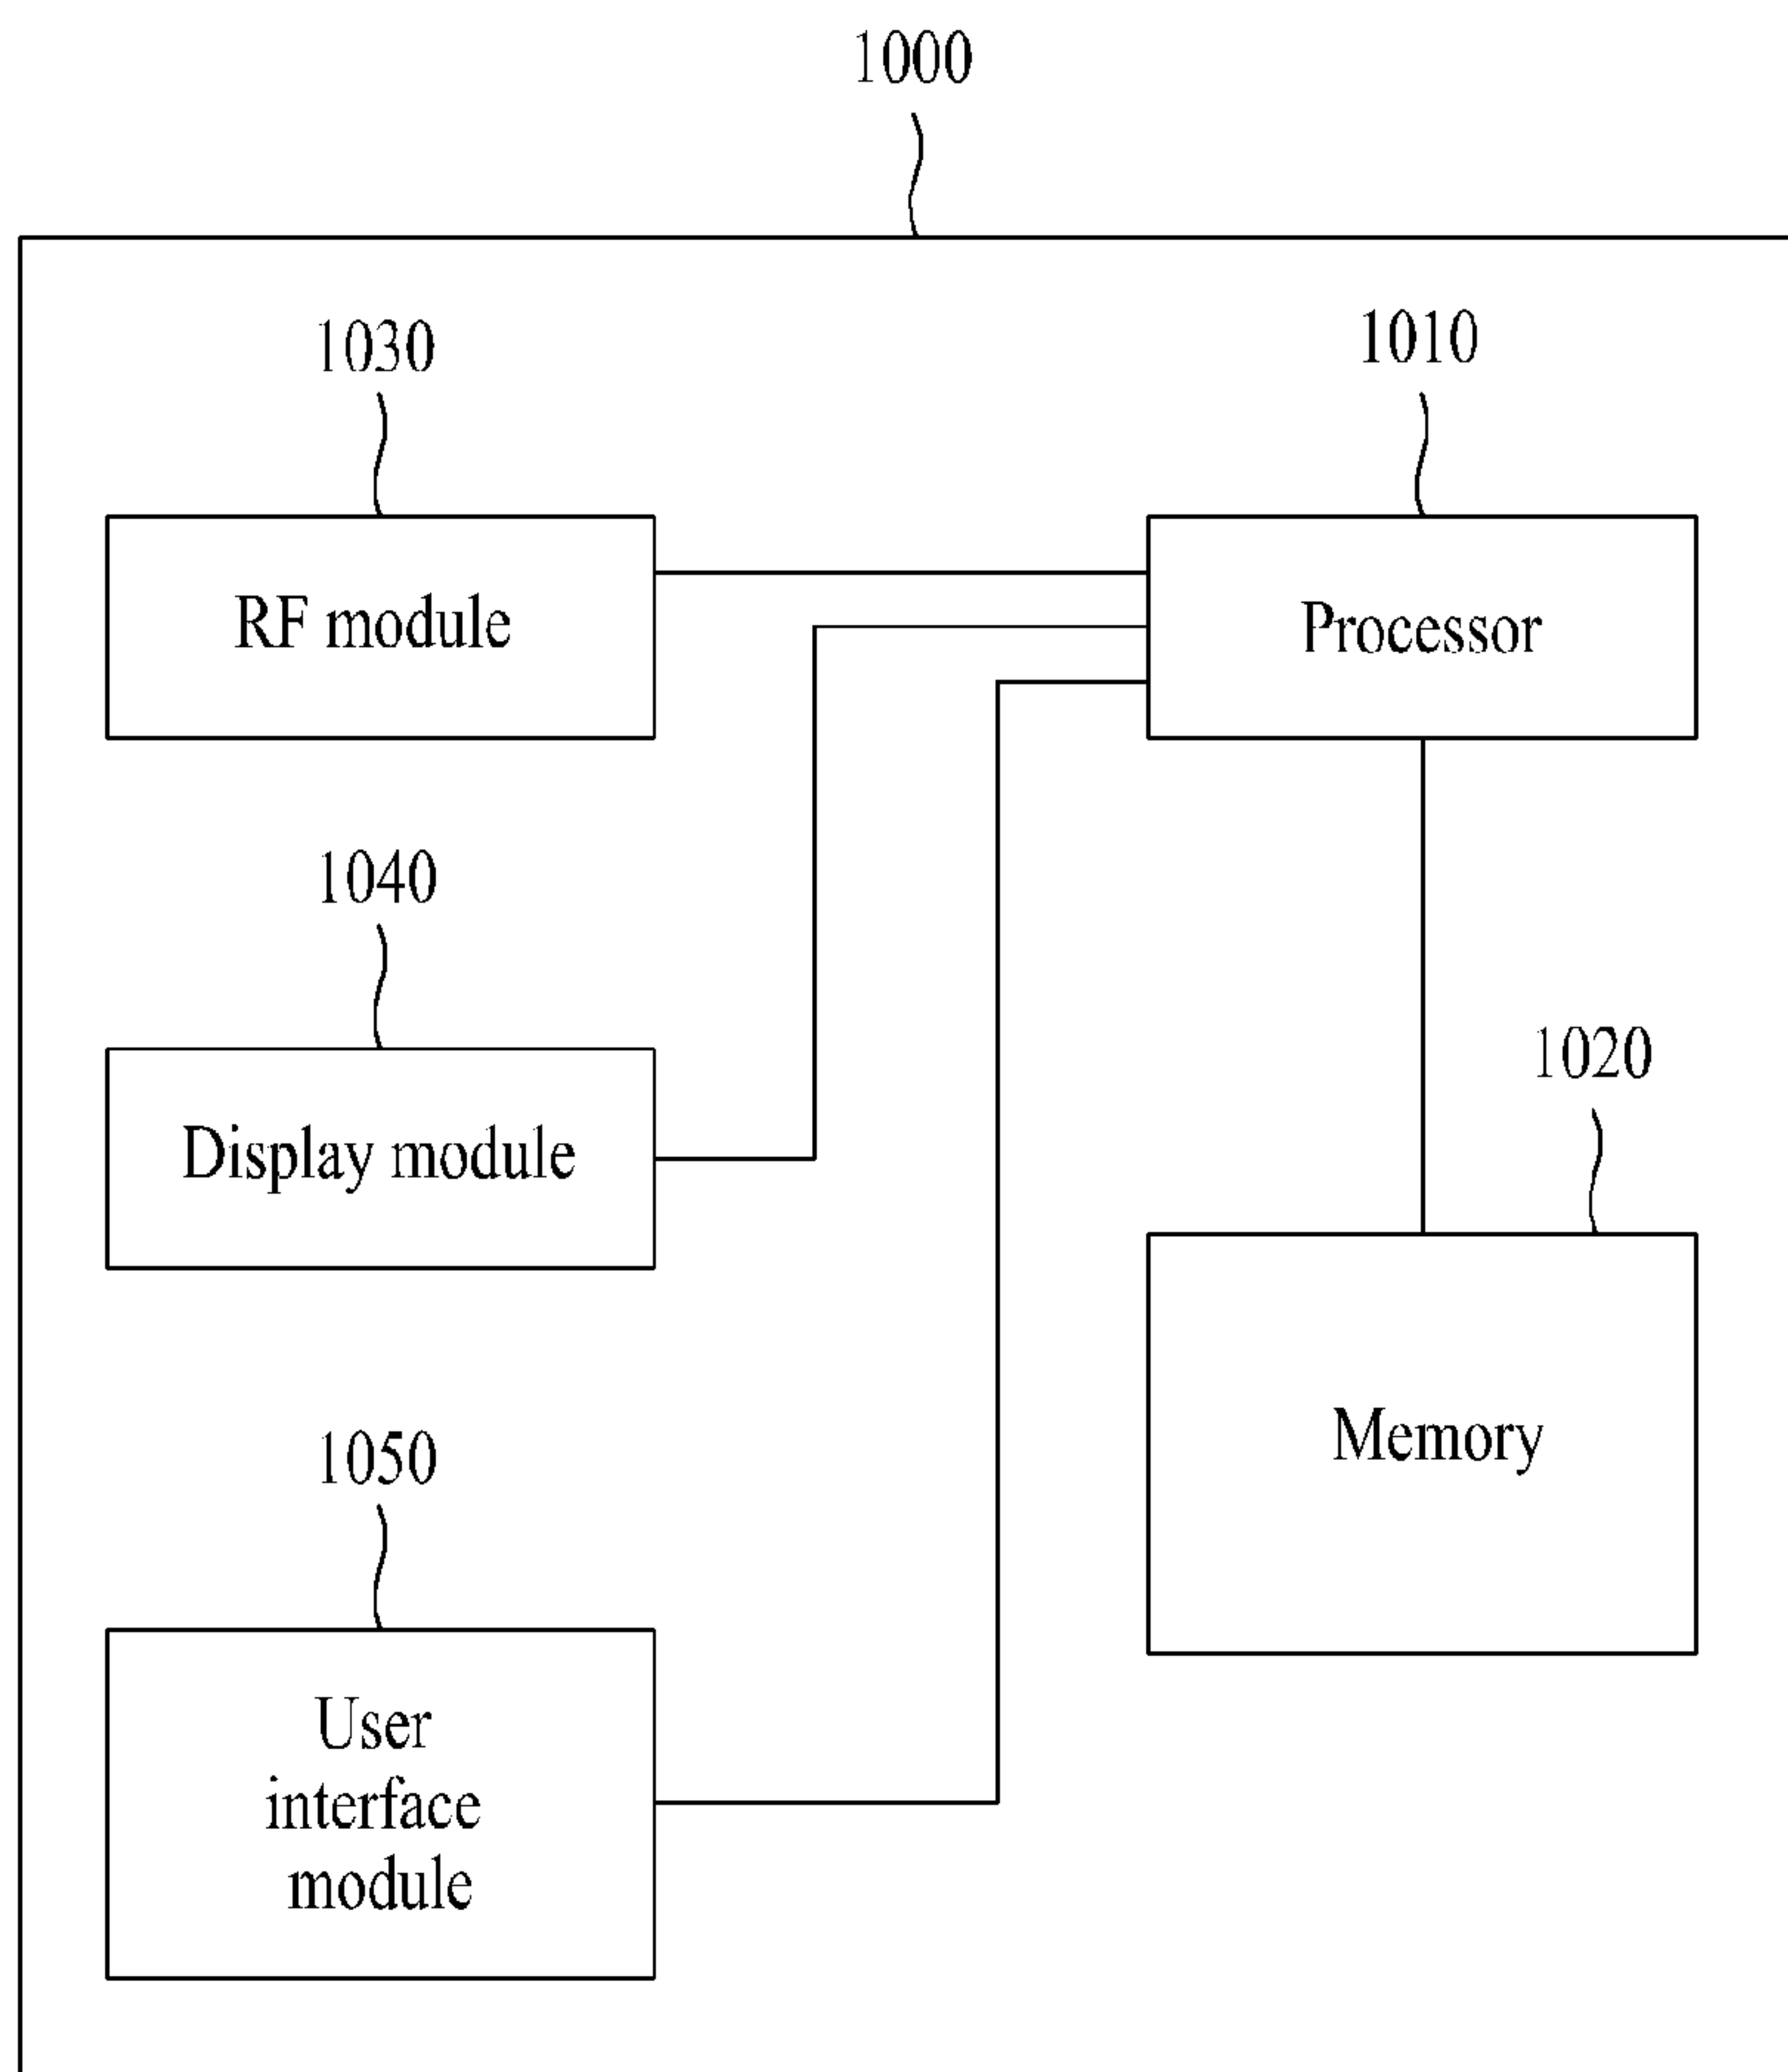 1000
1030
1010
RF module
Processor
1040
1020
Display module
Memory
1050
User
interface
module